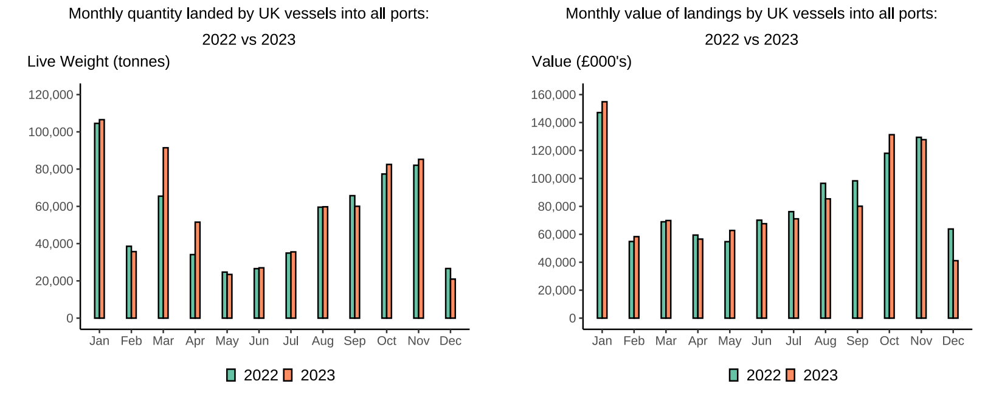 Monthly quantity landed by UK vessels into all ports:
2022 vs 2023
Live Weight (tonnes)
120,000
100,000
80,000
60,000
40,000
20,000
0
Jan Feb Mar Apr May Jun Jul Aug Sep Oct Nov Dec
2022 2023
Monthly value of landings by UK vessels into all ports:
2022 vs 2023
Value (£000's)
160,000
140,000
120,000
100,000
80,000
60,000
40,000
20,000
0
Jan Feb Mar Apr May Jun Jul Aug Sep Oct Nov Dec
2022 2023